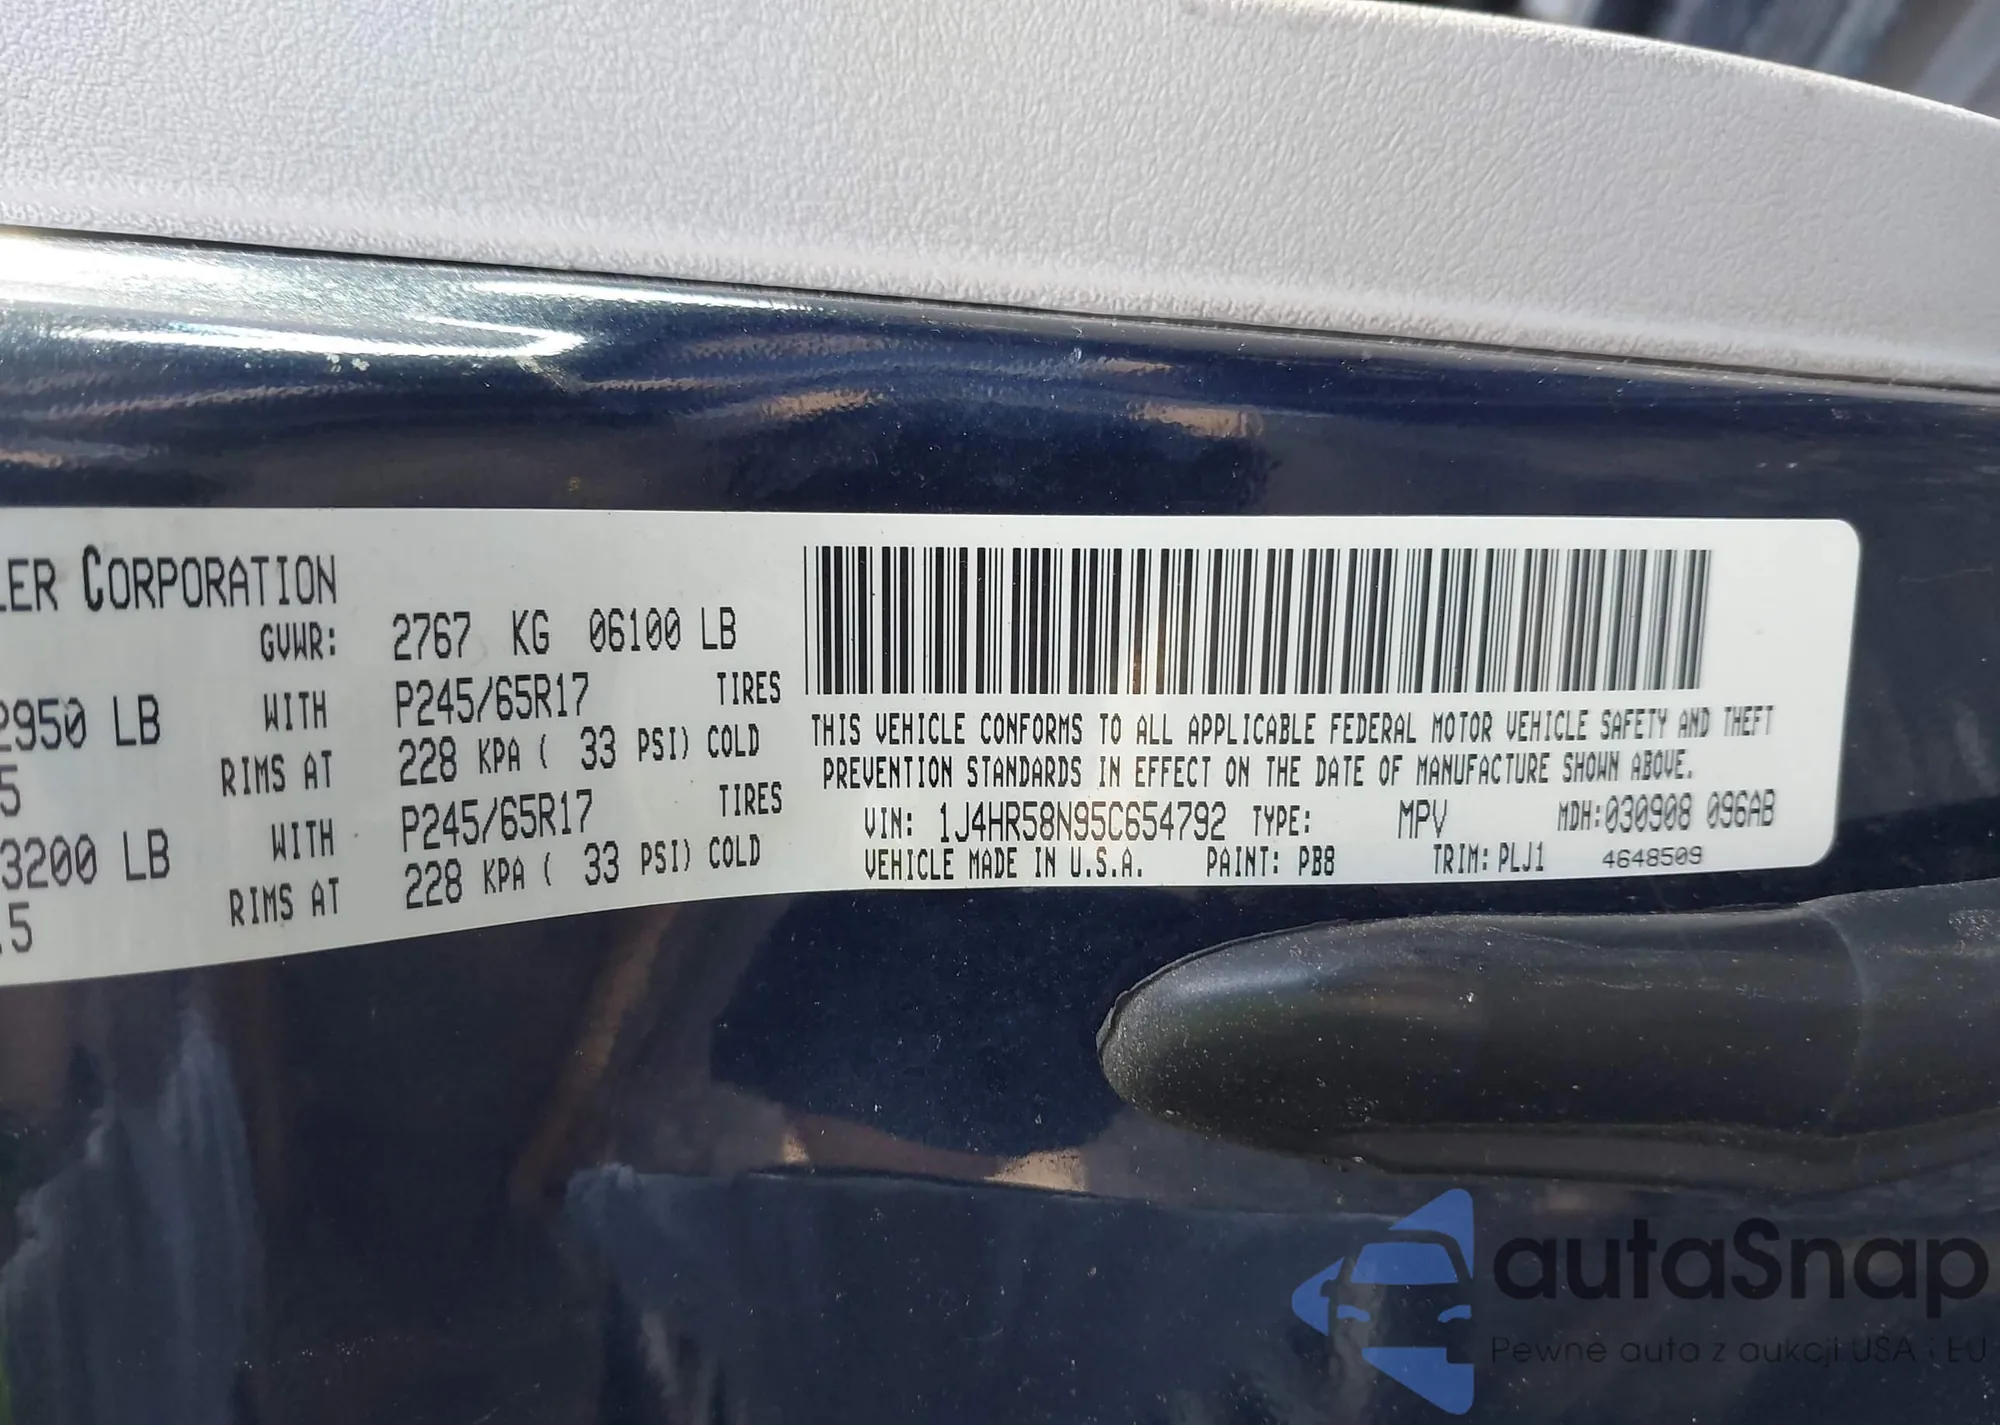 LER CORPORATION
GVWR: 2767 KG 06100 LB
2950 LB WITH P245/65R17 TIRES
5 RIMS AT 228 KPA ( 33 PSI) COLD
3200 LB WITH P245/65R17 TIRES
.5 RIMS AT 228 KPA ( 33 PSI) COLD
THIS VEHICLE CONFORMS TO ALL APPLICABLE FEDERAL MOTOR VEHICLE SAFETY AND THEFT
PREVENTION STANDARDS IN EFFECT ON THE DATE OF MANUFACTURE SHOWN ABOVE.
VIN: 1J4HR58N95C654792 TYPE: MPV MDH:030908 096AB
VEHICLE MADE IN U.S.A. PAINT: PB8 TRIM: PLJ1 4648509
autaSnap
Pewne auta z aukcji USA i EU